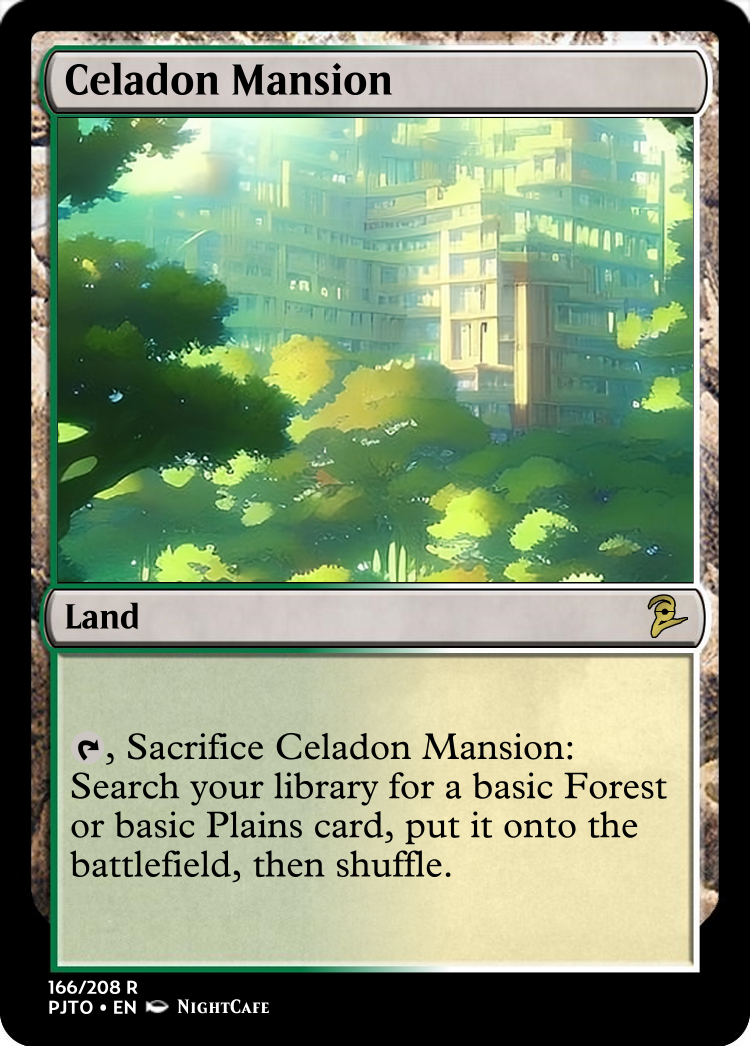 Celadon Mansion
Land
, Sacrifice Celadon Mansion:
Search your library for a basic Forest
or basic Plains card, put it onto the
battlefield, then shuffle.
166/208 R
PJTO • EN NightCafe